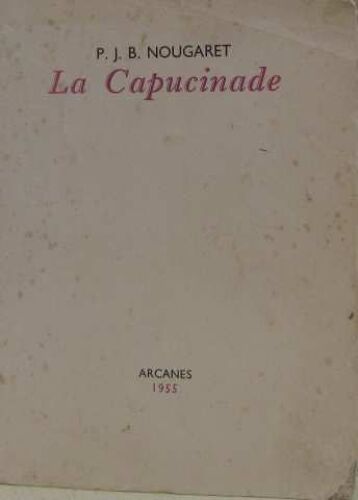 P. J. B. NOUGARET
La Capucinade
ARCANES
1955